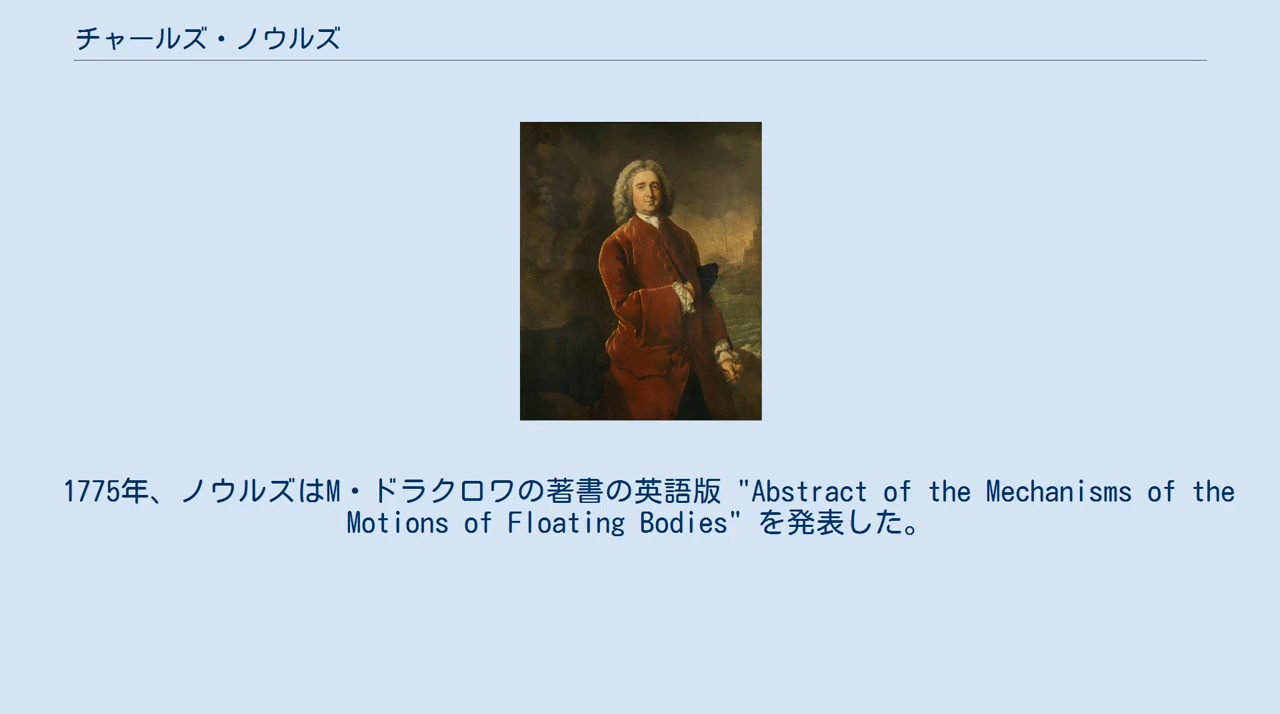 チャールズ・ノウルズ
1775年、ノウルズはM・ドラクロワの著書の英語版 "Abstract of the Mechanisms of the
Motions of Floating Bodies" を発表した。